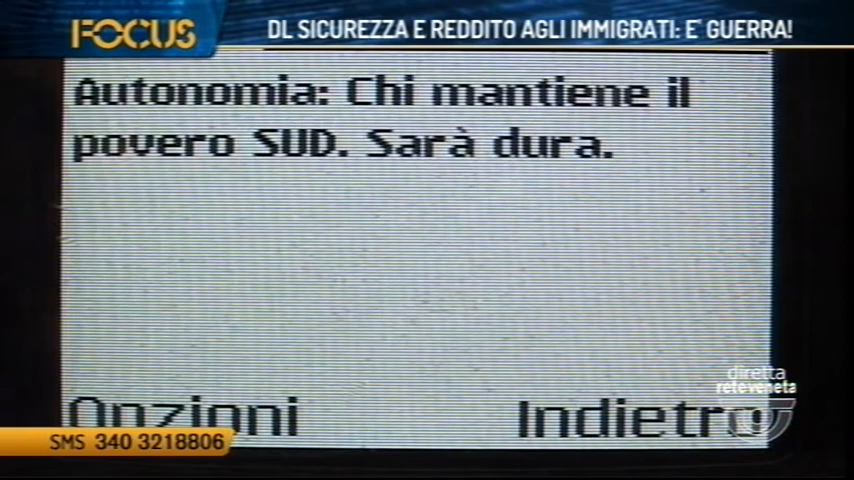 FOCUS
DL SICUREZZA E REDDITO AGLI IMMIGRATI: E' GUERRA!
Autonomia: Chi mantiene il
povero SUD. Sarà dura.
diretta
reteveneta
Opzioni
Indietro
SMS 340 3218806